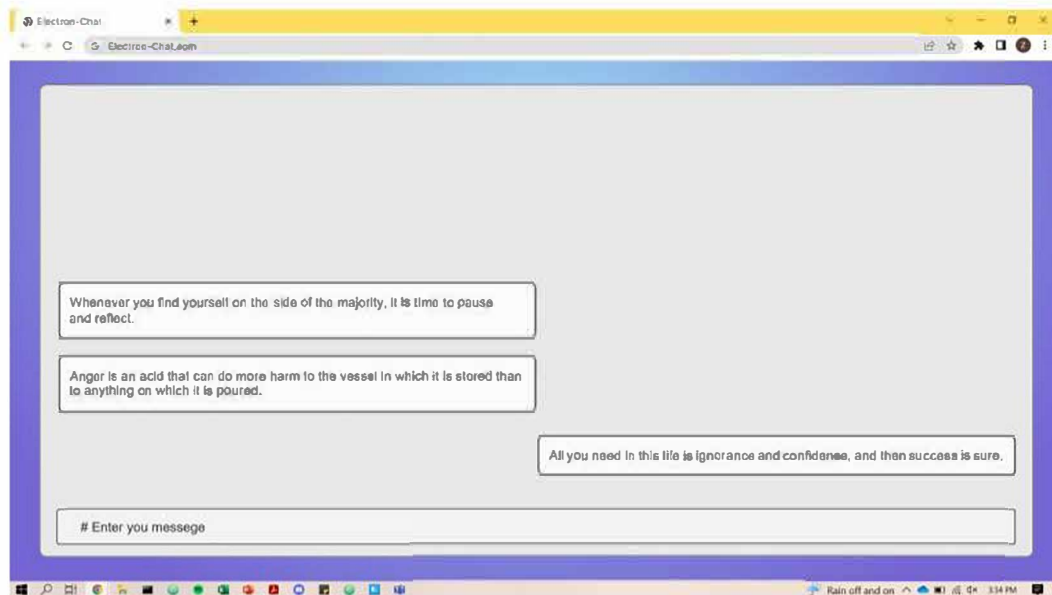 Electron-Chat
Electron-Chat.com
Whenever you find yourself on the side of the majority, it is time to pause
and reflect.
Anger is an acid that can do more harm to the vessel in which it is stored than
to anything on which it is poured.
All you need in this life is ignorance and confidence, and then success is sure.
# Enter you messege
Rain off and on
3:34 PM